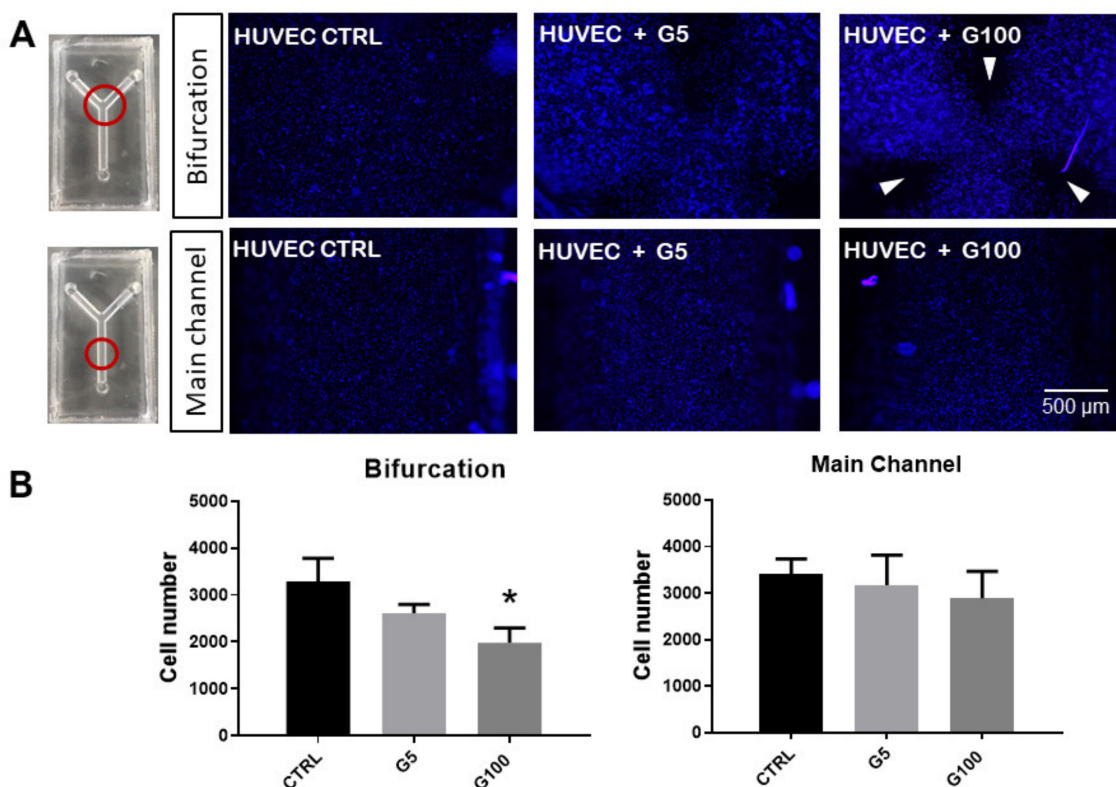 A
Bifurcation
HUVEC CTRL
HUVEC + G5
HUVEC + G100
Main channel
HUVEC CTRL
HUVEC + G5
HUVEC + G100
500 µm
B
Bifurcation
Cell number
5000
4000
3000
2000
1000
0
*
CTRL
G5
G100
Main Channel
Cell number
5000
4000
3000
2000
1000
0
CTRL
G5
G100